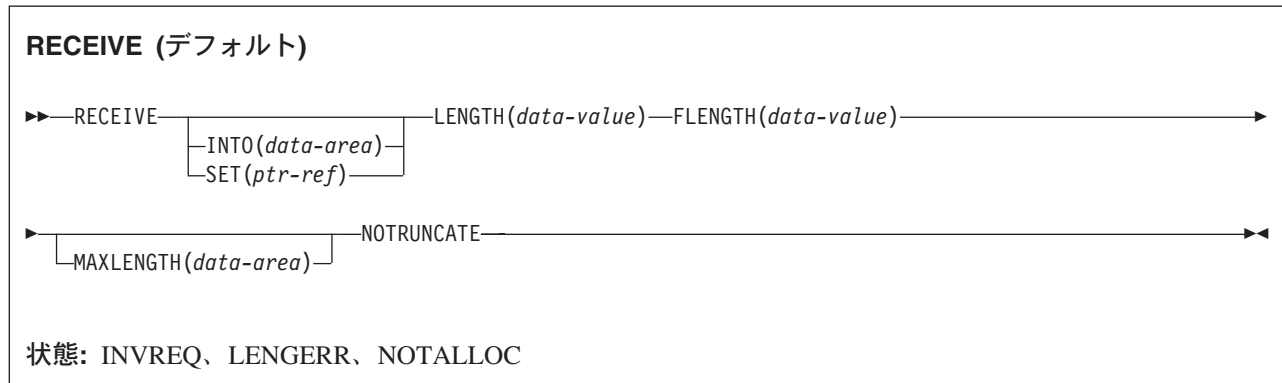 RECEIVE (デフォルト)
RECEIVE LENGTH(data-value) FLENGTH(data-value)
INTO(data-area)
SET(ptr-ref)
NOTRUNCATE
MAXLENGTH(data-area)
状態: INVREQ、LENGERR、NOTALLOC